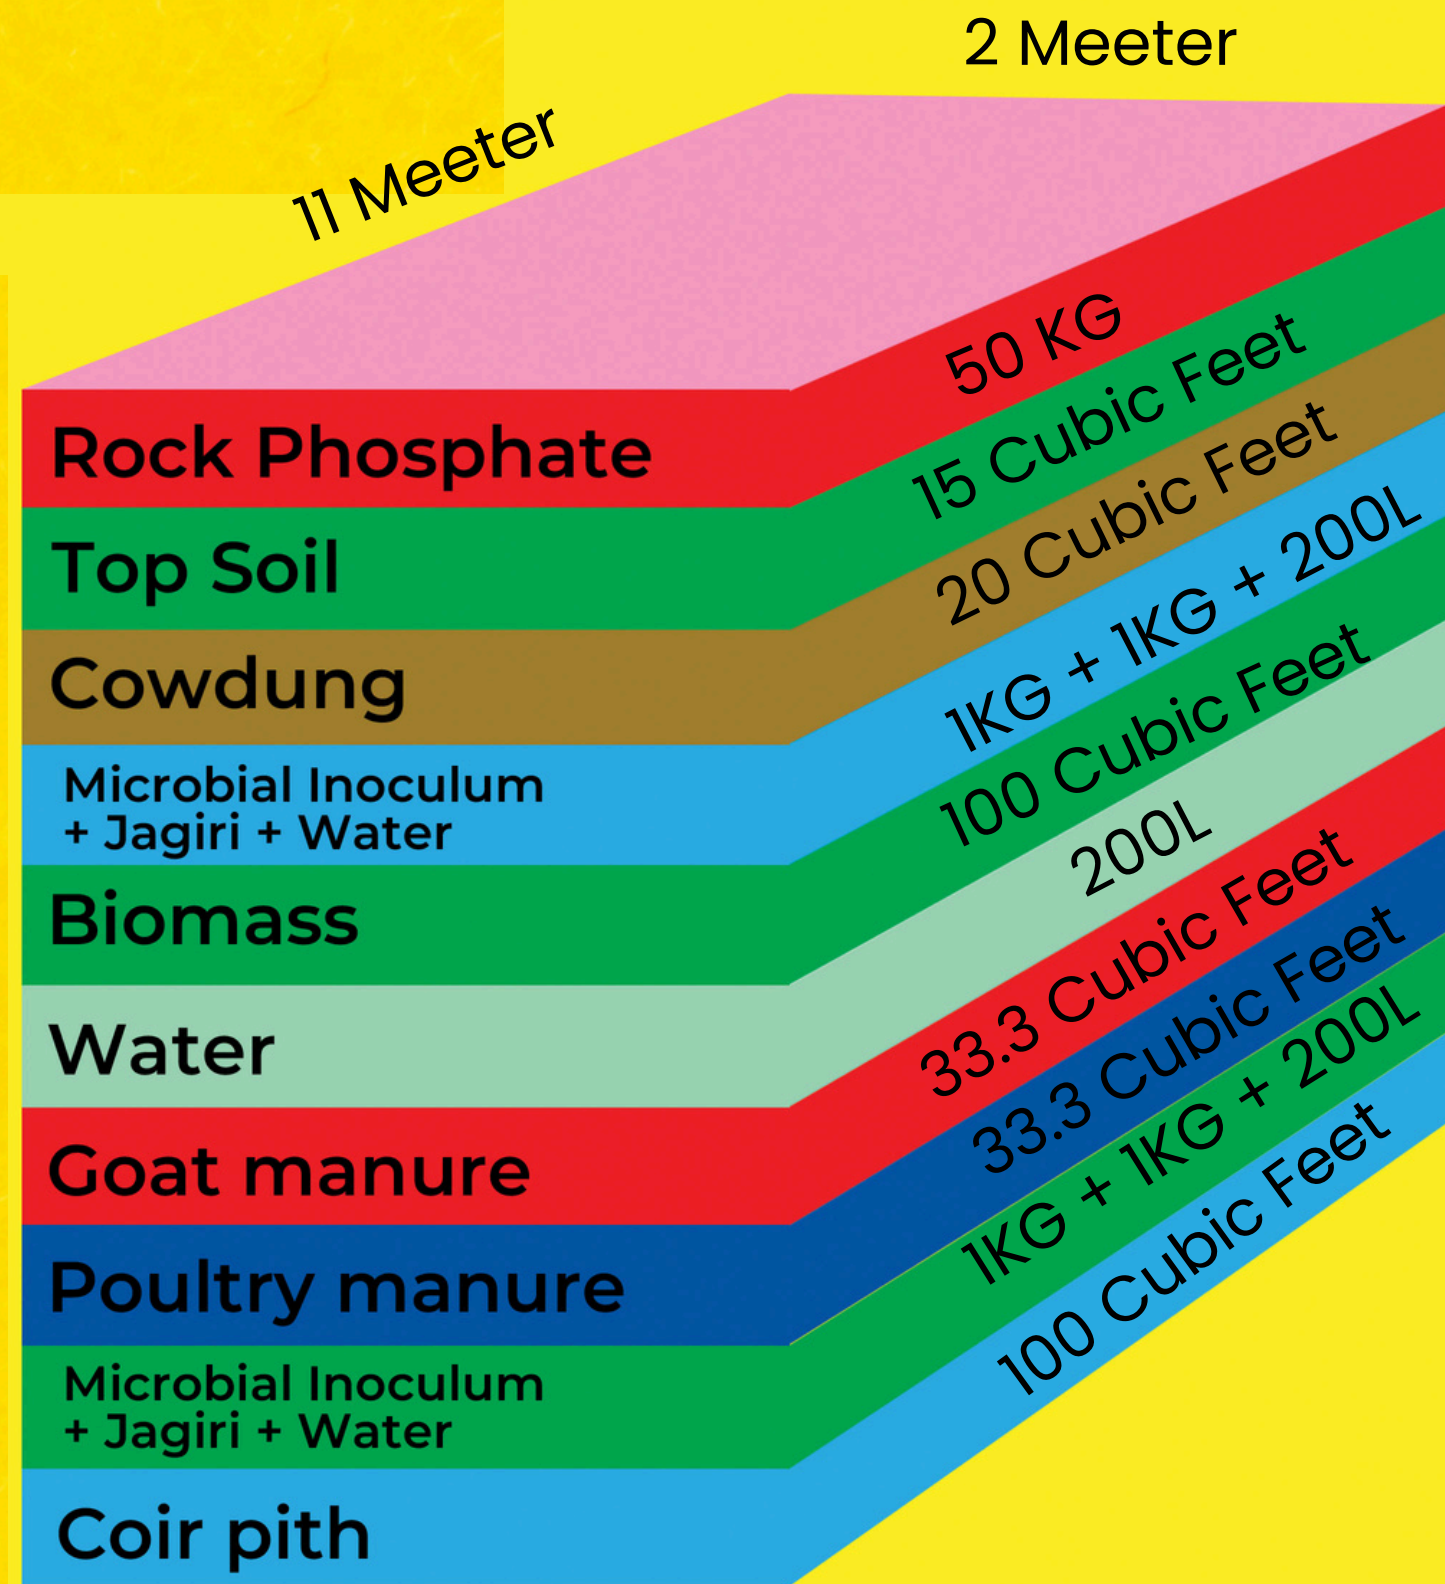 2 Meeter
11 Meeter
Rock Phosphate
50 KG
Top Soil
15 Cubic Feet
Cowdung
20 Cubic Feet
Microbial Inoculum
+ Jagiri + Water
1KG + 1KG + 200L
Biomass
100 Cubic Feet
Water
200L
Goat manure
33.3 Cubic Feet
Poultry manure
33.3 Cubic Feet
Microbial Inoculum
+ Jagiri + Water
1KG + 1KG + 200L
Coir pith
100 Cubic Feet